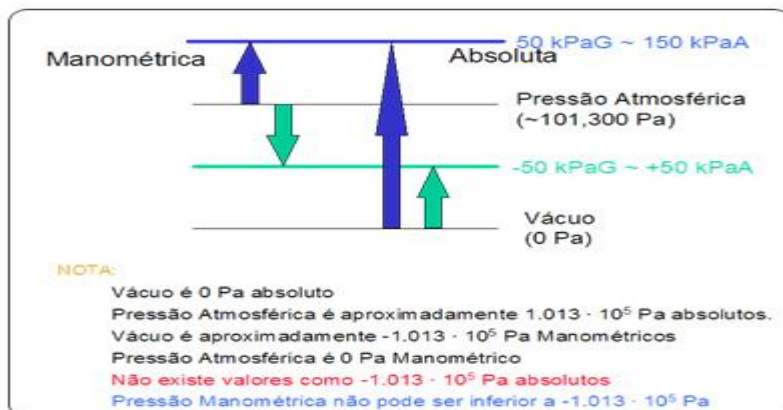 50 kPaG ~ 150 kPaA
Manométrica
Absoluta
Pressão Atmosférica
(~101,300 Pa)
-50 kPaG ~ +50 kPaA
Vácuo
(0 Pa)
NOTA:
Vácuo é 0 Pa absoluto
Pressão Atmosférica é aproximadamente 1.013 · 10⁵ Pa absolutos.
Vácuo é aproximadamente -1.013 · 10⁵ Pa Manométricos
Pressão Atmosférica é 0 Pa Manométrico
Não existe valores como -1.013 · 10⁵ Pa absolutos
Pressão Manométrica não pode ser inferior a -1.013 · 10⁵ Pa